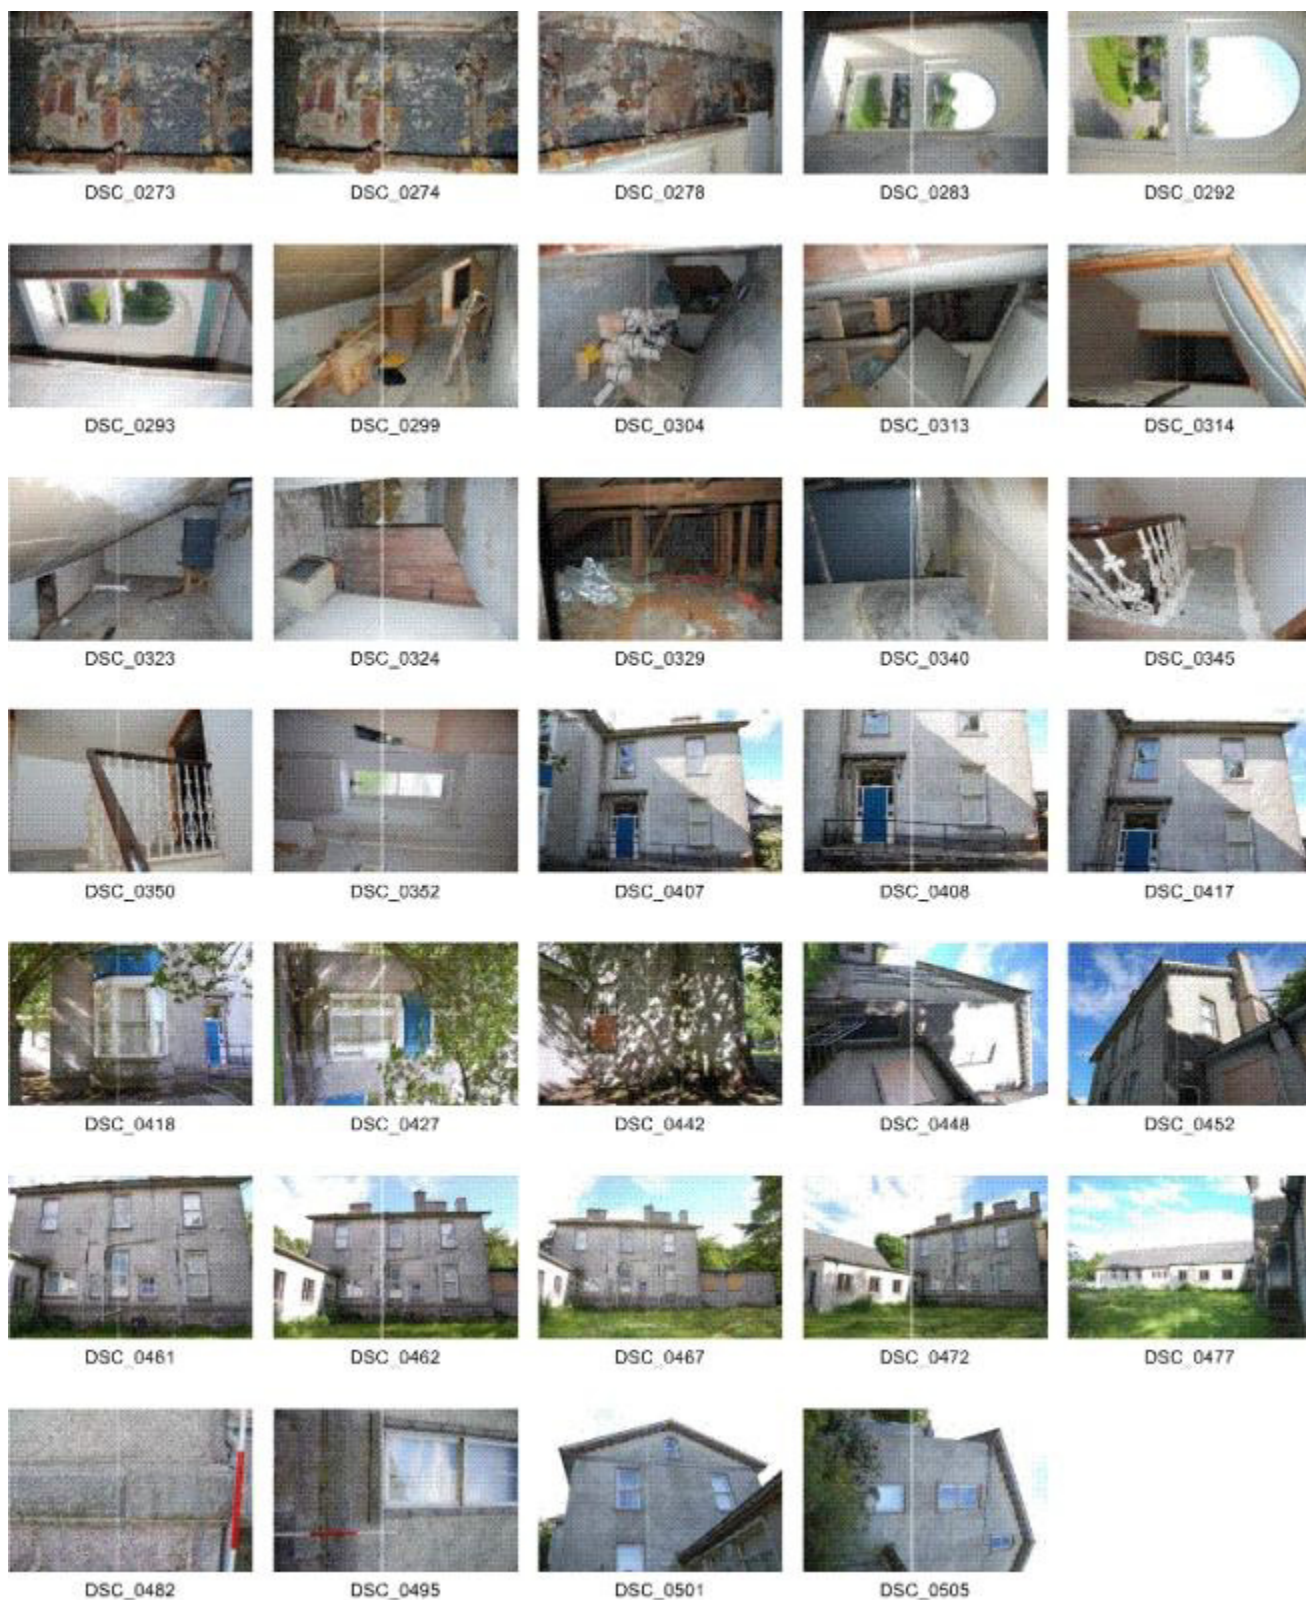 DSC_0273 DSC_0274 DSC_0278 DSC_0283 DSC_0292
DSC_0293 DSC_0299 DSC_0304 DSC_0313 DSC_0314
DSC_0323 DSC_0324 DSC_0329 DSC_0340 DSC_0345
DSC_0350 DSC_0352 DSC_0407 DSC_0408 DSC_0417
DSC_0418 DSC_0427 DSC_0442 DSC_0448 DSC_0452
DSC_0461 DSC_0462 DSC_0467 DSC_0472 DSC_0477
DSC_0482 DSC_0495 DSC_0501 DSC_0505